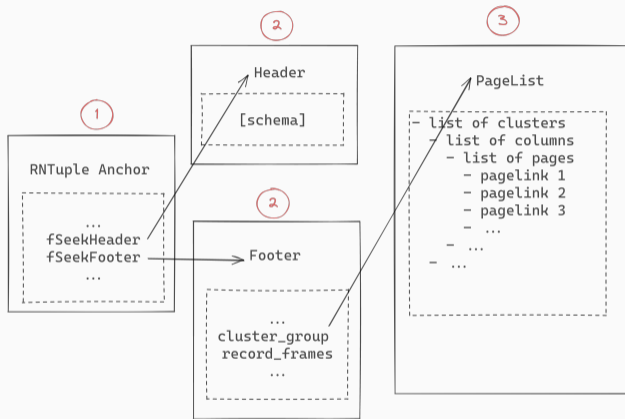 1
RNTuple Anchor
...
fSeekHeader
fSeekFooter
...
2
Header
[schema]
2
Footer
...
cluster_group
record_frames
...
3
PageList
- list of clusters
- list of columns
- list of pages
- pagelink 1
- pagelink 2
- pagelink 3
- ...
- ...
- ...